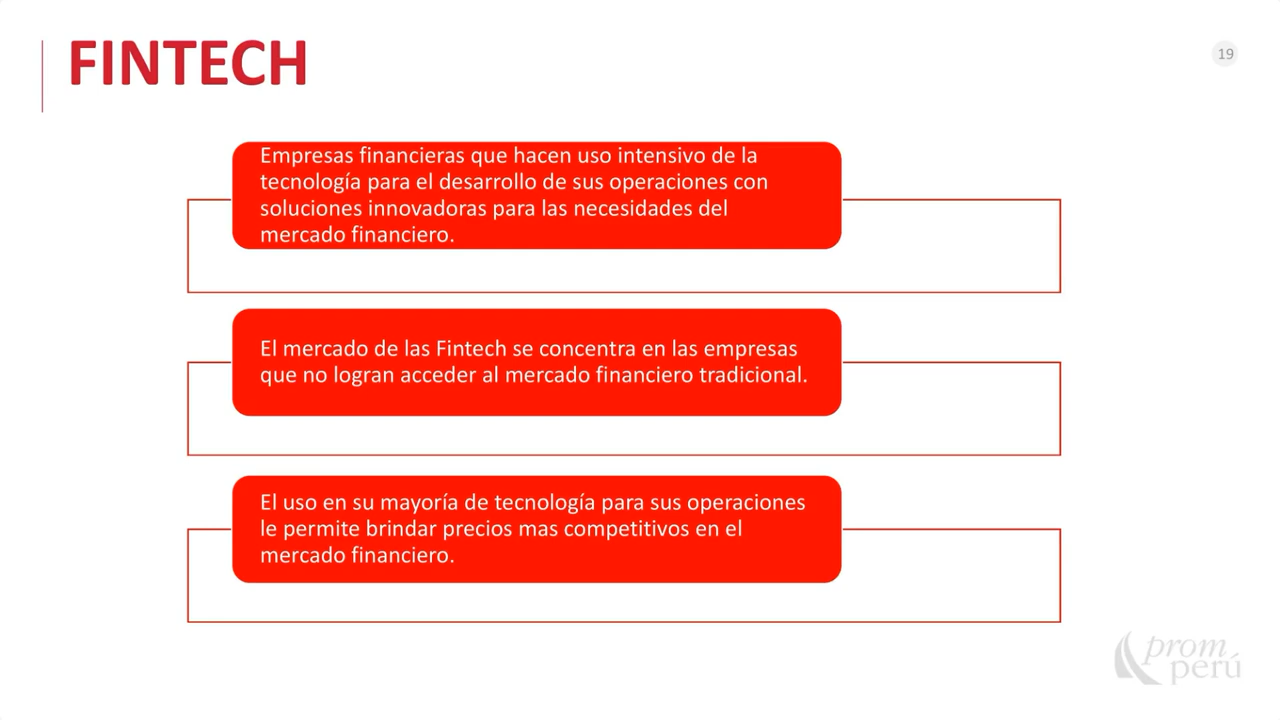 FINTECH
19
Empresas financieras que hacen uso intensivo de la
tecnología para el desarrollo de sus operaciones con
soluciones innovadoras para las necesidades del
mercado financiero.
El mercado de las Fintech se concentra en las empresas
que no logran acceder al mercado financiero tradicional.
El uso en su mayoría de tecnología para sus operaciones
le permite brindar precios mas competitivos en el
mercado financiero.
prom
perú